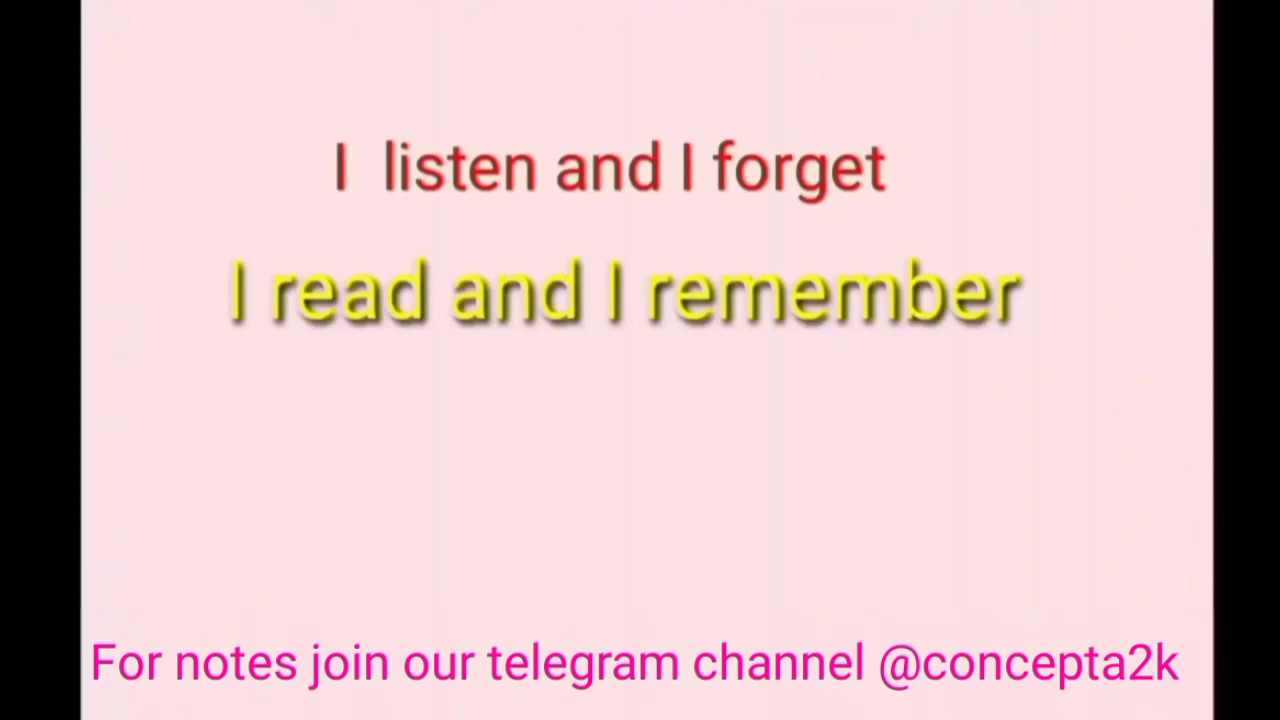 I listen and I forget
I read and I remember
For notes join our telegram channel @concepta2k